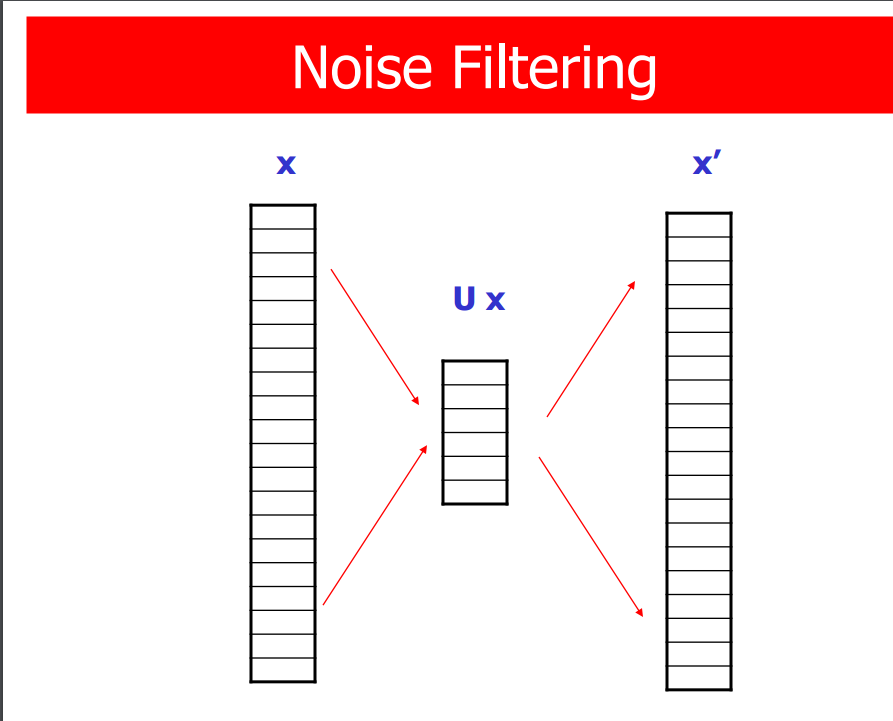 Noise Filtering
x
x′
U x